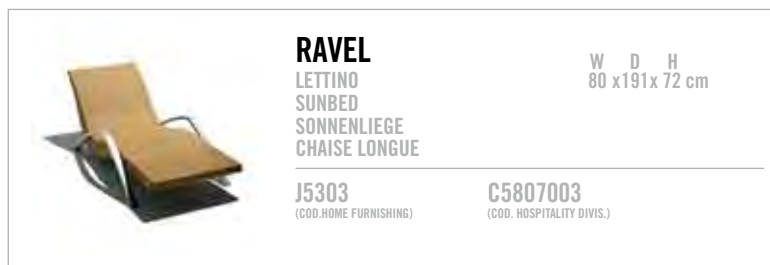 RAVEL
LETTINO
SUNBED
SONNENLIEGE
CHAISE LONGUE
W D H
80 x191x 72 cm
J5303
(COD.HOME FURNISHING)
C5807003
(COD. HOSPITALITY DIVIS.)